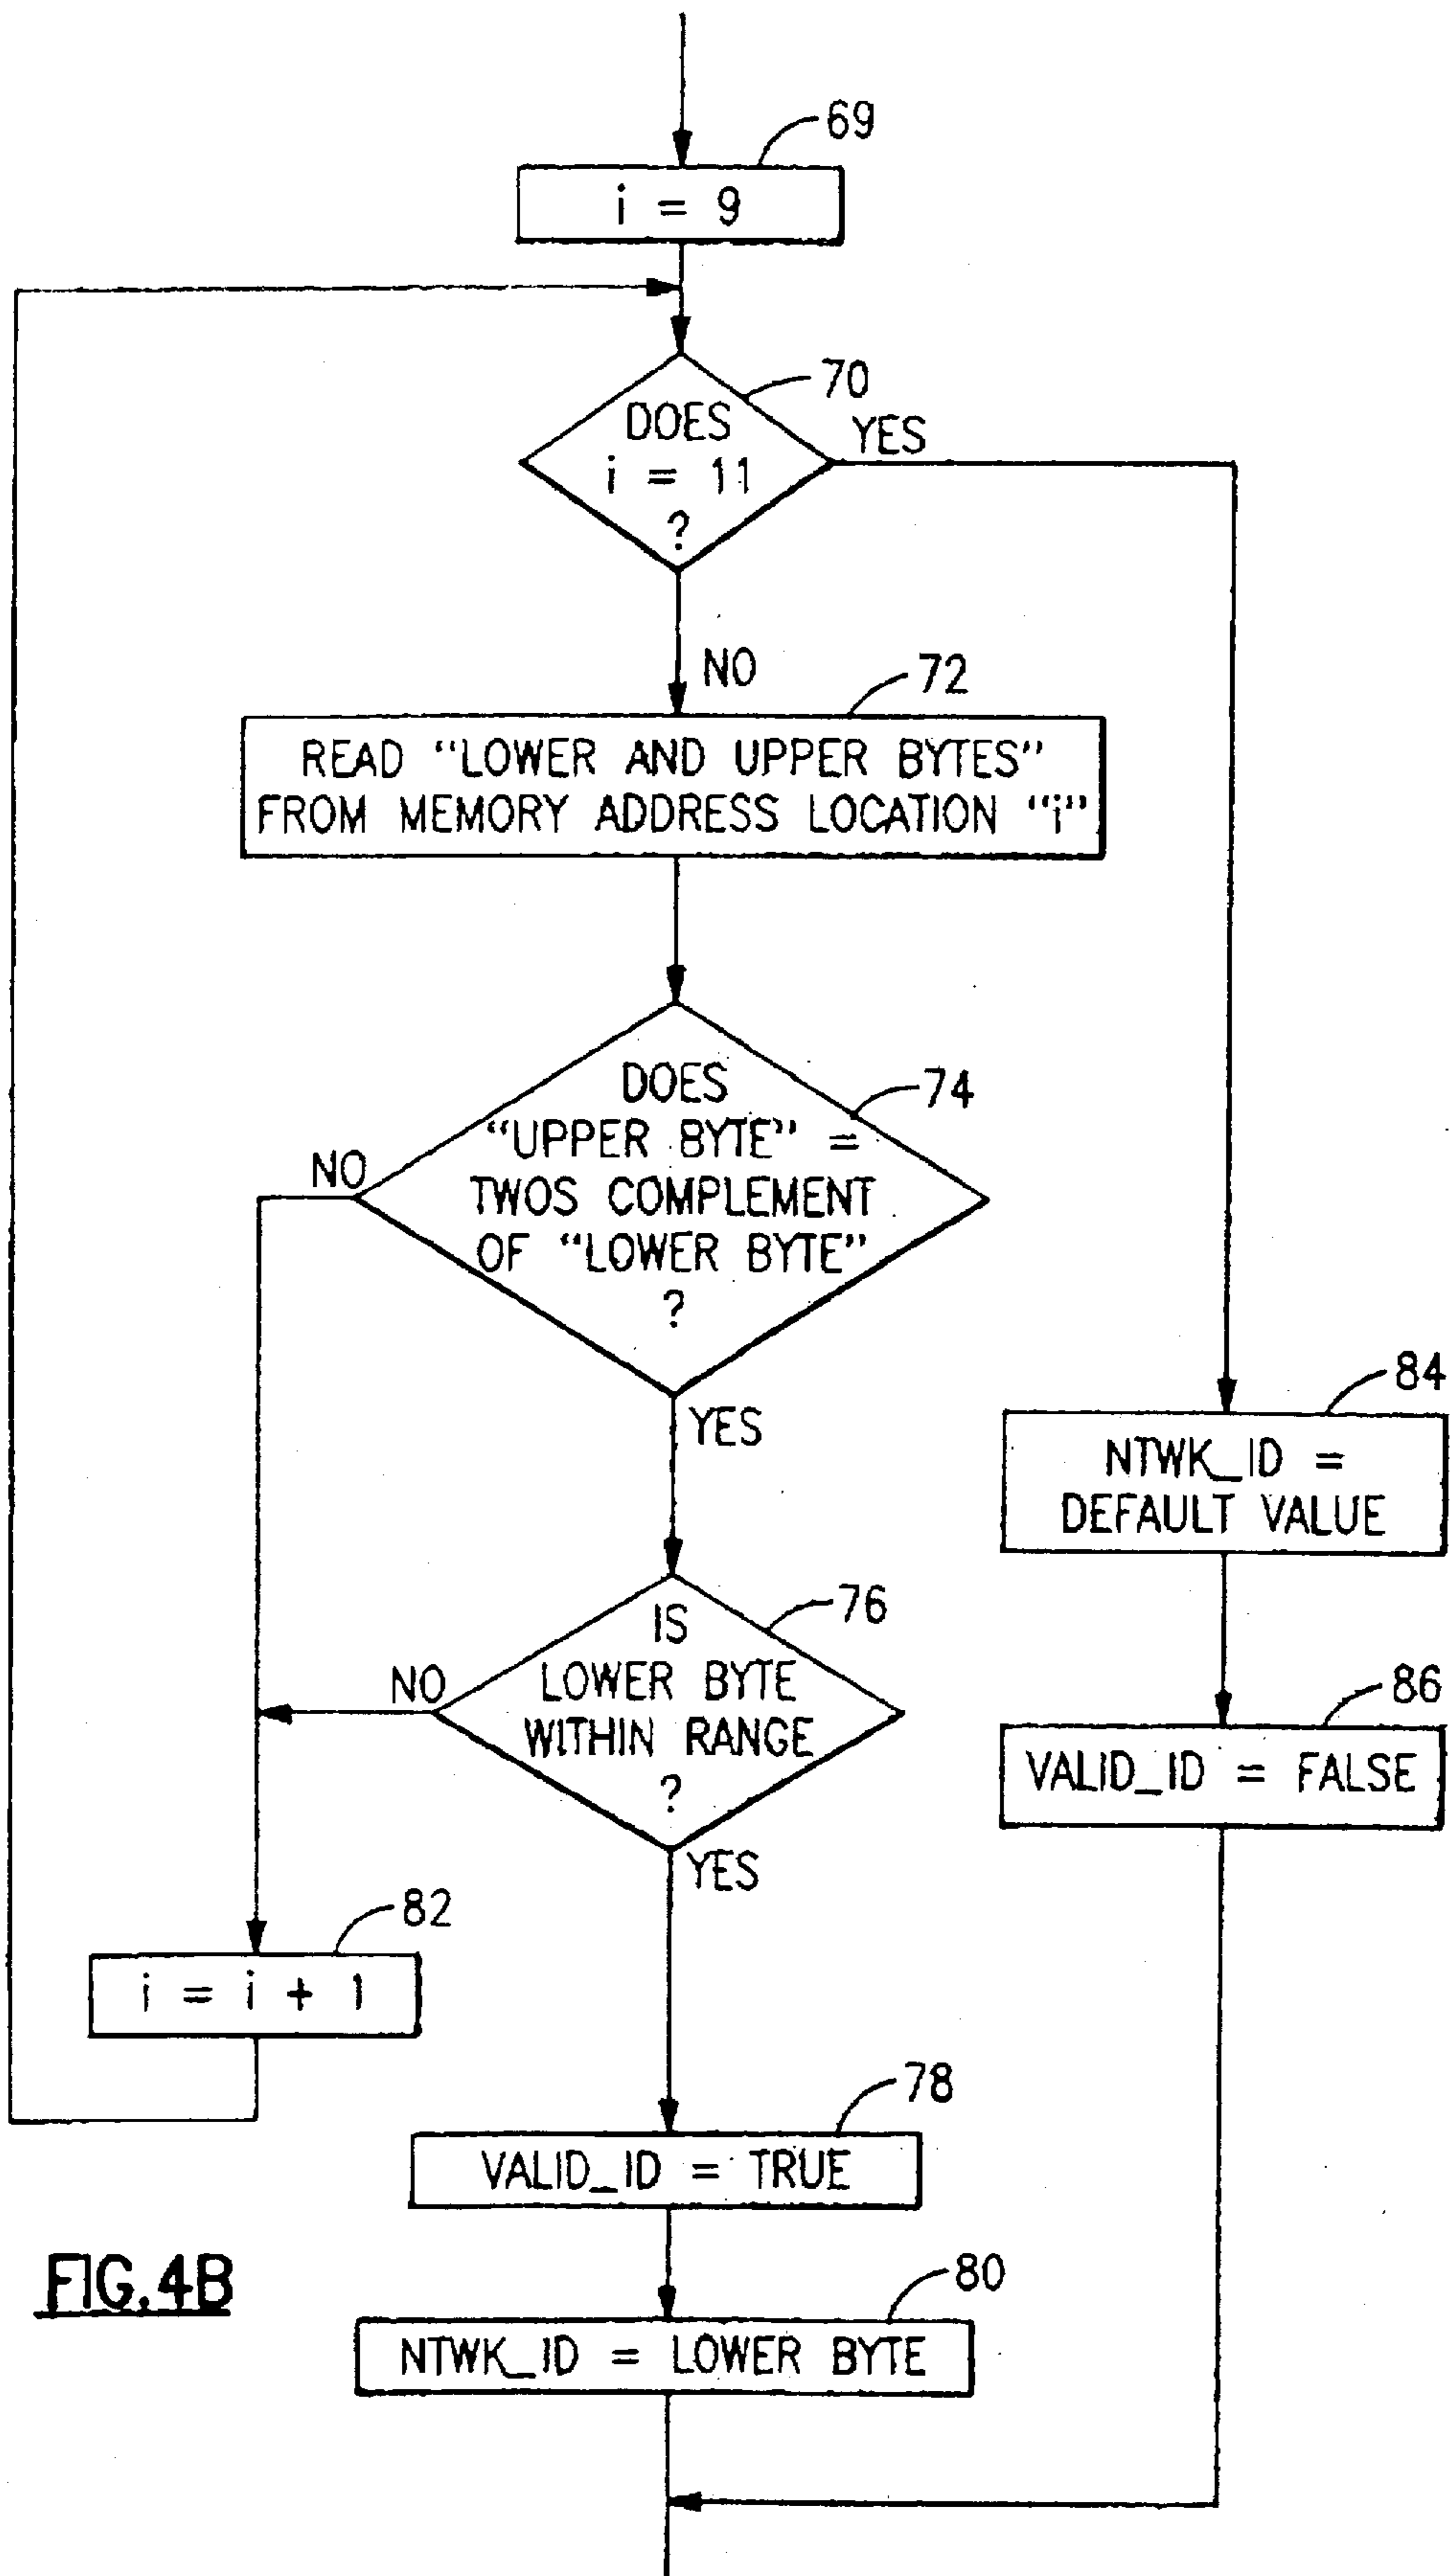 69
i = 9
70
DOES
i = 11
?
YES
NO
72
READ “LOWER AND UPPER BYTES”
FROM MEMORY ADDRESS LOCATION “i”
74
DOES
“UPPER BYTE” =
TWOS COMPLEMENT
OF “LOWER BYTE”
?
NO
YES
84
NTWK_ID =
DEFAULT VALUE
76
IS
LOWER BYTE
WITHIN RANGE
?
NO
YES
86
VALID_ID = FALSE
82
i = i + 1
78
VALID_ID = TRUE
80
NTWK_ID = LOWER BYTE
FIG.4B